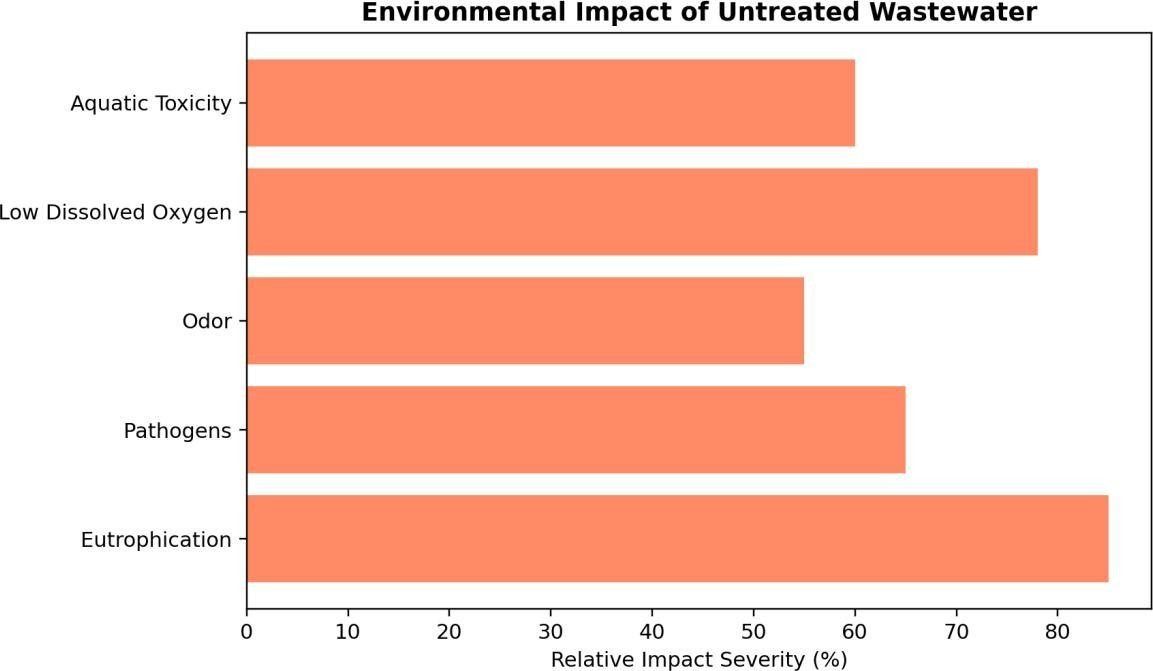 Environmental Impact of Untreated Wastewater
Aquatic Toxicity
Low Dissolved Oxygen
Odor
Pathogens
Eutrophication
0 10 20 30 40 50 60 70 80
Relative Impact Severity (%)